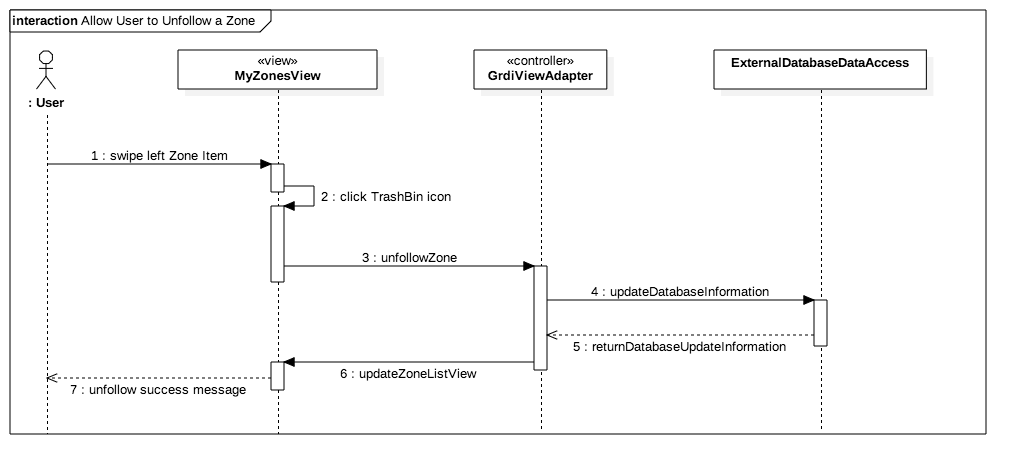 interaction Allow User to Unfollow a Zone
: User
«view»
MyZonesView
«controller»
GrdiViewAdapter
ExternalDatabaseDataAccess
1 : swipe left Zone Item
2 : click TrashBin icon
3 : unfollowZone
4 : updateDatabaseInformation
5 : returnDatabaseUpdateInformation
6 : updateZoneListView
7 : unfollow success message